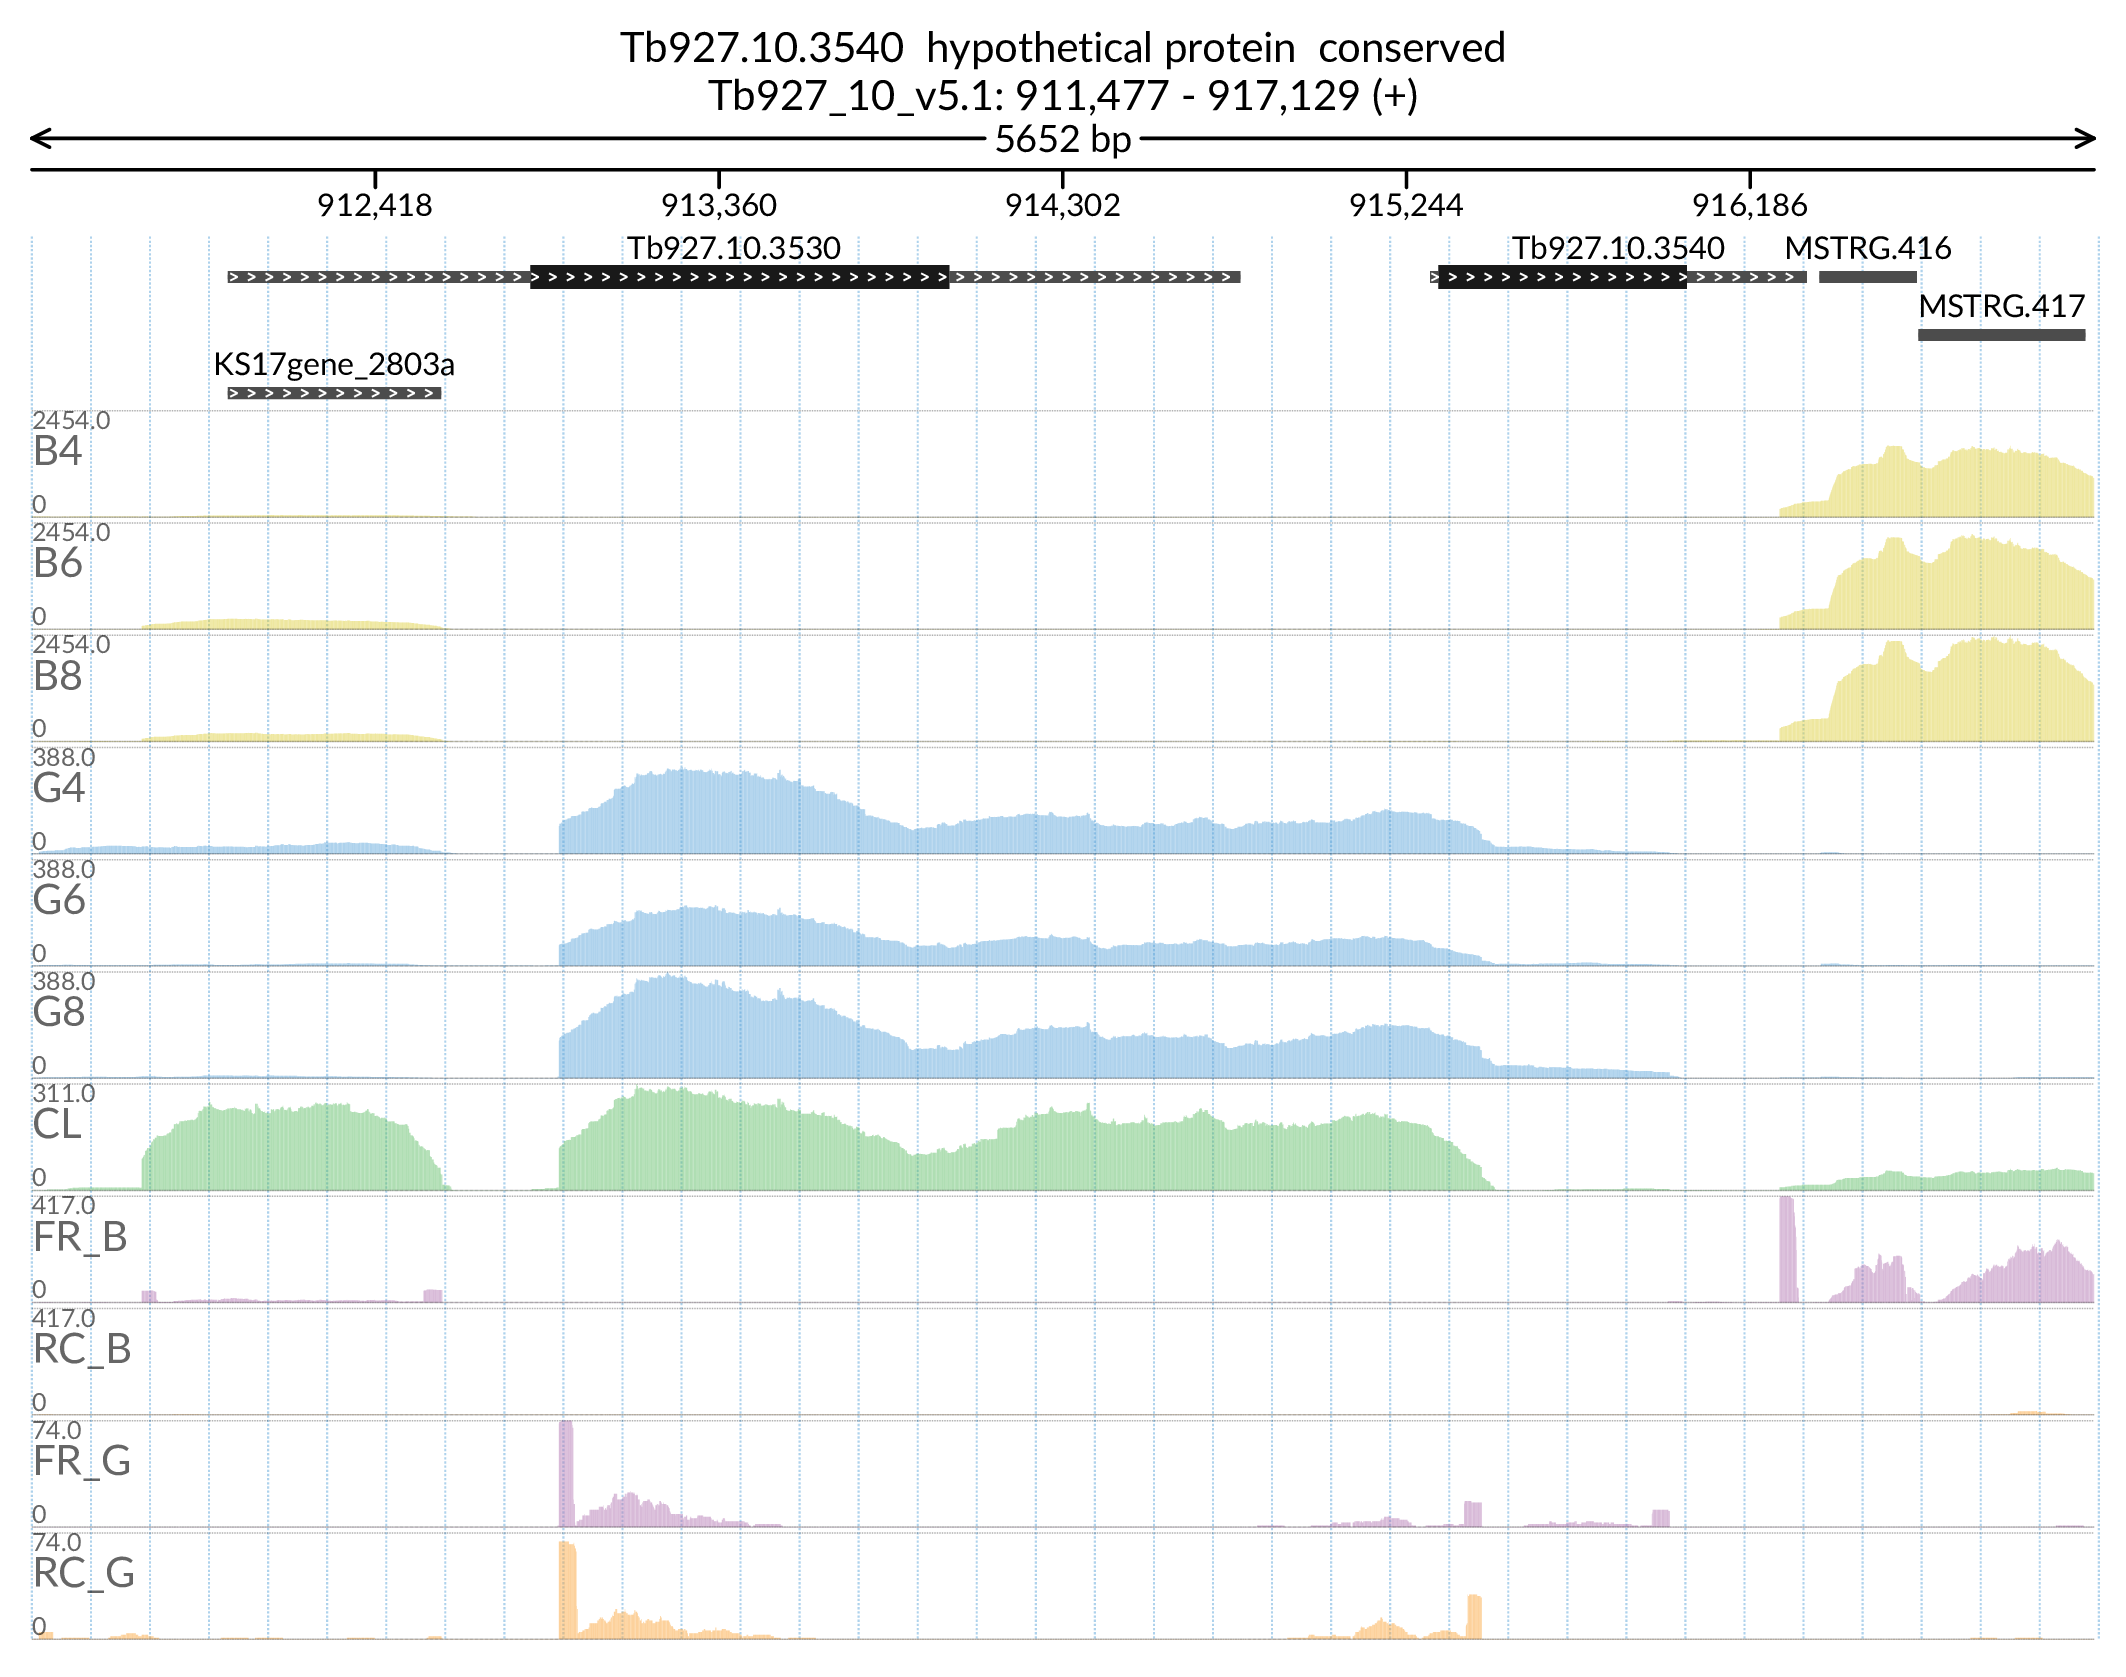 Tb927.10.3540  hypothetical protein  conserved
Tb927_10_v5.1: 911,477 - 917,129 (+)
5652 bp
912,418 913,360 914,302 915,244 916,186
Tb927.10.3530 Tb927.10.3540 MSTRG.416
MSTRG.417
KS17gene_2803a
2454.0
B4
0
2454.0
B6
0
2454.0
B8
0
388.0
G4
0
388.0
G6
0
388.0
G8
0
311.0
CL
0
417.0
FR_B
0
417.0
RC_B
0
74.0
FR_G
0
74.0
RC_G
0